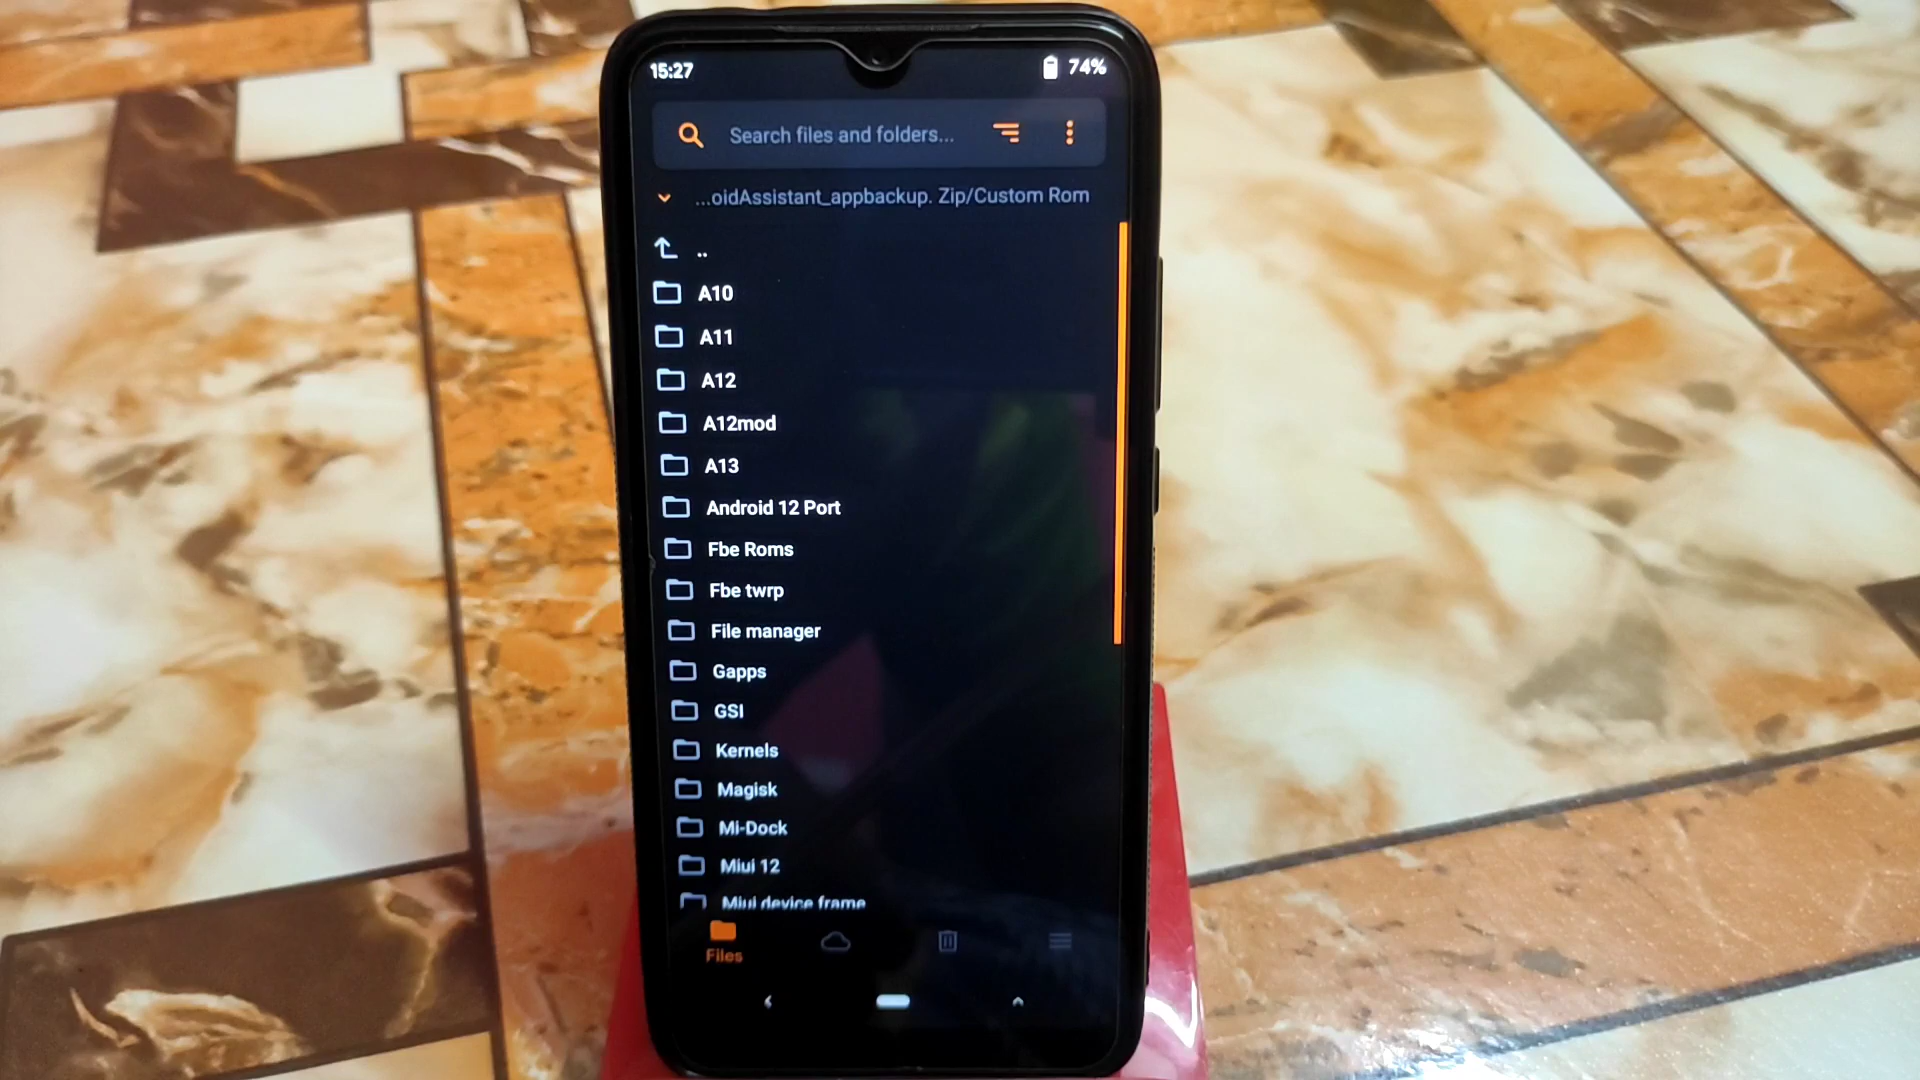 15:27
74%
Search files and folders...
...oidAssistant_appbackup. Zip/Custom Rom
..
A10
A11
A12
A12mod
A13
Android 12 Port
Fbe Roms
Fbe twrp
File manager
Gapps
GSI
Kernels
Magisk
Mi-Dock
Miui 12
Miui device frame
Files